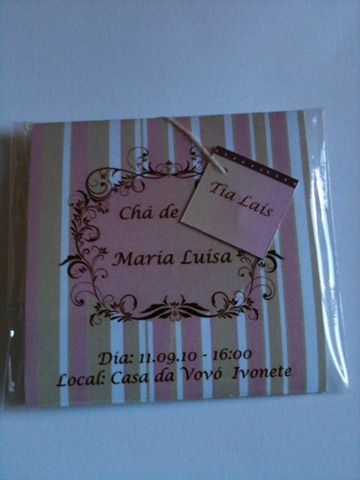 Chá de
Tia Laís
Maria Luísa
Dia: 11.09.10 - 16:00
Local: Casa da Vovó Ivonete